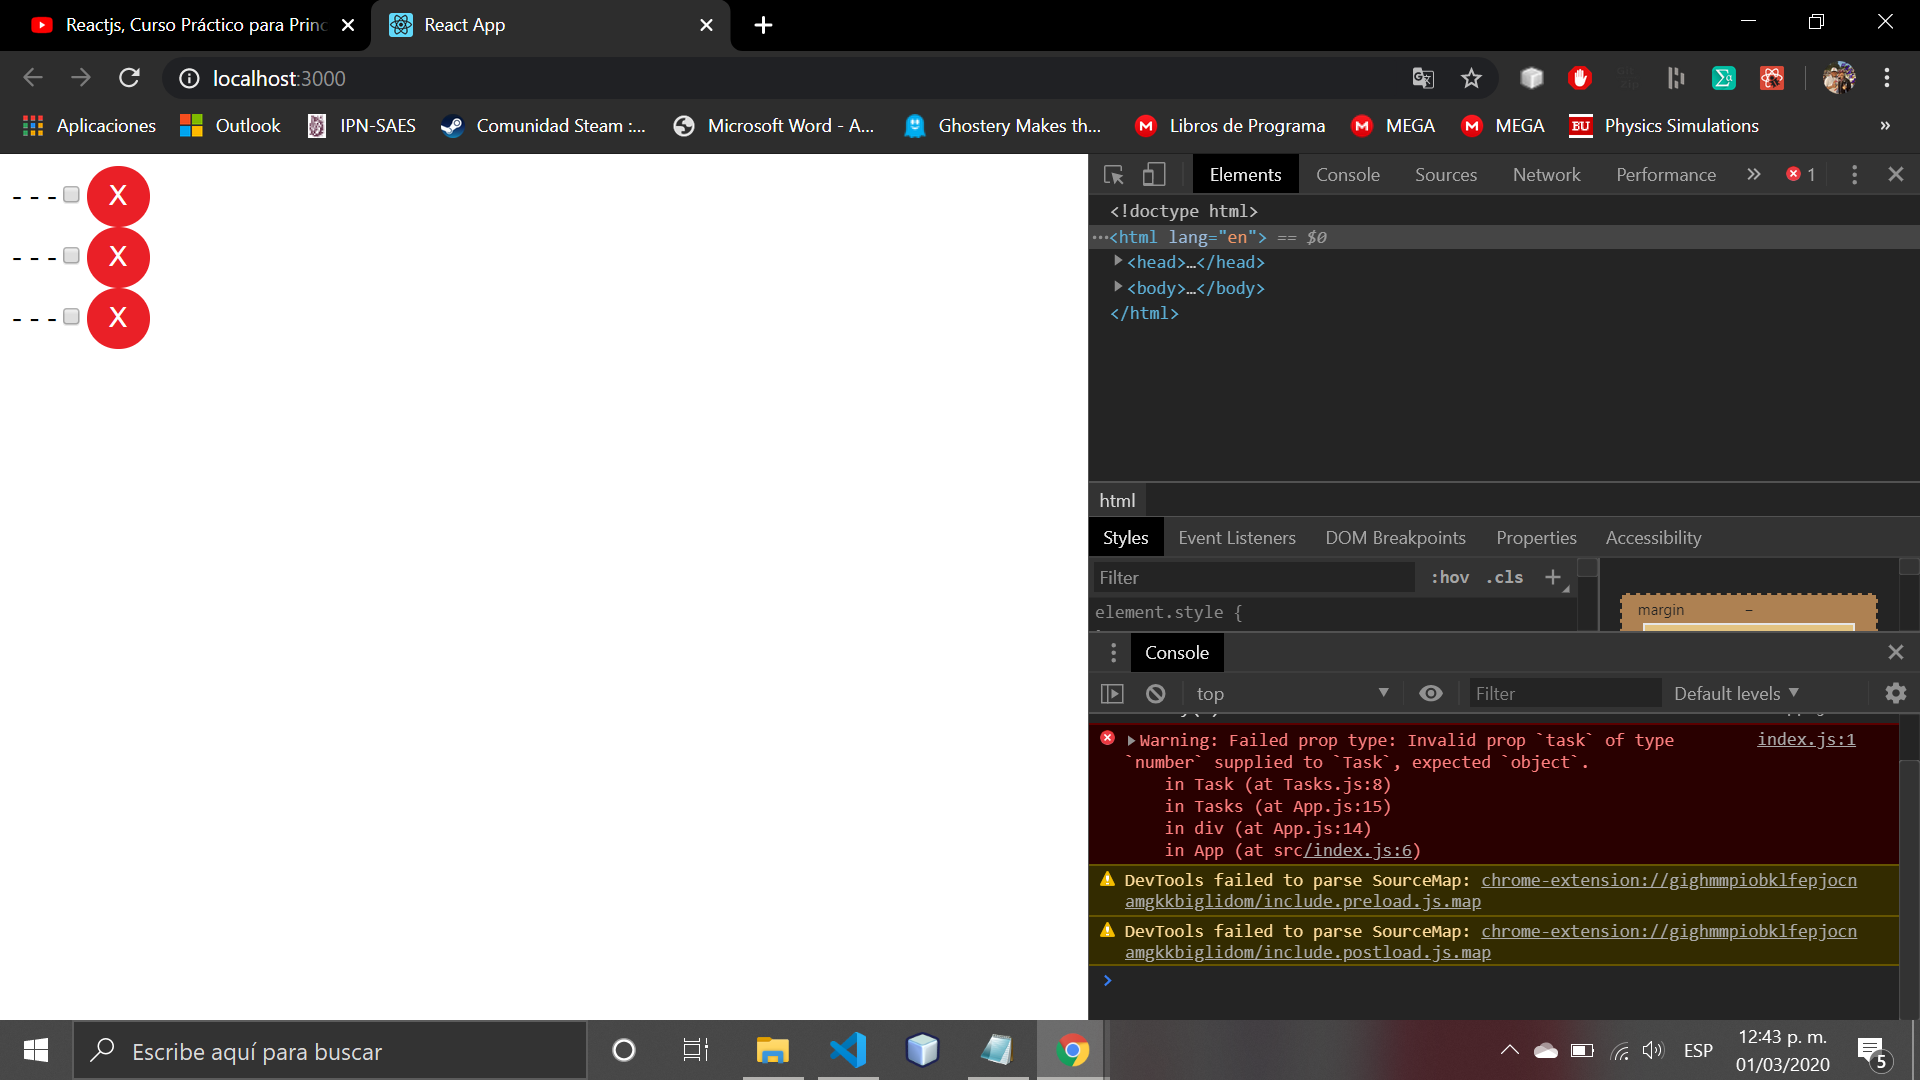 Reactjs, Curso Práctico para Princ
React App
localhost:3000
Aplicaciones
Outlook
IPN-SAES
Comunidad Steam :...
Microsoft Word - A...
Ghostery Makes th...
Libros de Programa
MEGA
MEGA
BU
Physics Simulations
»
- - - X
- - - X
- - - X
Elements
Console
Sources
Network
Performance
»
1
<!doctype html>
···<html lang="en"> == $0
<head>…</head>
<body>…</body>
</html>
html
Styles
Event Listeners
DOM Breakpoints
Properties
Accessibility
Filter
:hov
.cls
element.style {
margin
–
Console
top
Filter
Default levels
Warning: Failed prop type: Invalid prop `task` of type
index.js:1
`number` supplied to `Task`, expected `object`.
in Task (at Tasks.js:8)
in Tasks (at App.js:15)
in div (at App.js:14)
in App (at src/index.js:6)
DevTools failed to parse SourceMap: chrome-extension://gighmmpiobklfepjocn
amgkkbiglidom/include.preload.js.map
DevTools failed to parse SourceMap: chrome-extension://gighmmpiobklfepjocn
amgkkbiglidom/include.postload.js.map
>
Escribe aquí para buscar
ESP
12:43 p. m.
01/03/2020
5